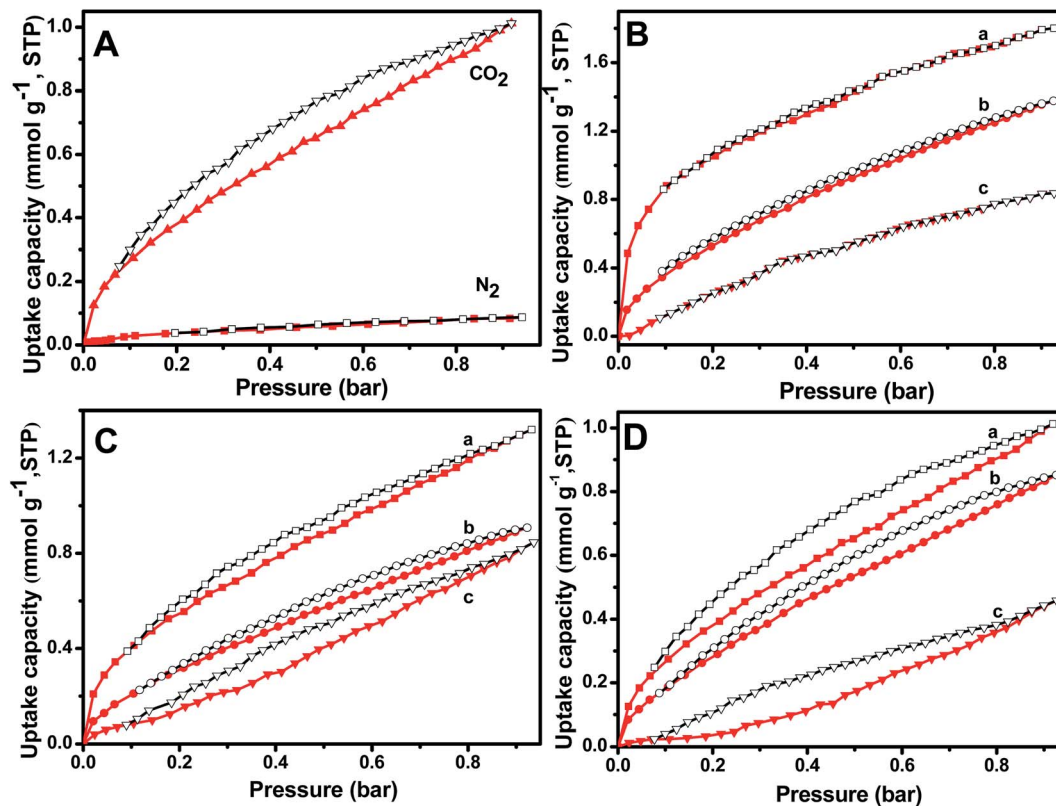 A
CO2
N2
Uptake capacity (mmol g-1, STP)
1.0
0.8
0.6
0.4
0.2
0.0
0.0 0.2 0.4 0.6 0.8
Pressure (bar)
B
a
b
c
Uptake capacity (mmol g-1, STP)
1.8
1.2
0.6
0.0
0.0 0.2 0.4 0.6 0.8
Pressure (bar)
C
a
b
c
Uptake capacity (mmol g-1,STP)
1.2
0.8
0.4
0.0
0.0 0.2 0.4 0.6 0.8
Pressure (bar)
D
a
b
c
Uptake capacity (mmol g-1,STP)
1.0
0.8
0.6
0.4
0.2
0.0
0.0 0.2 0.4 0.6 0.8
Pressure (bar)